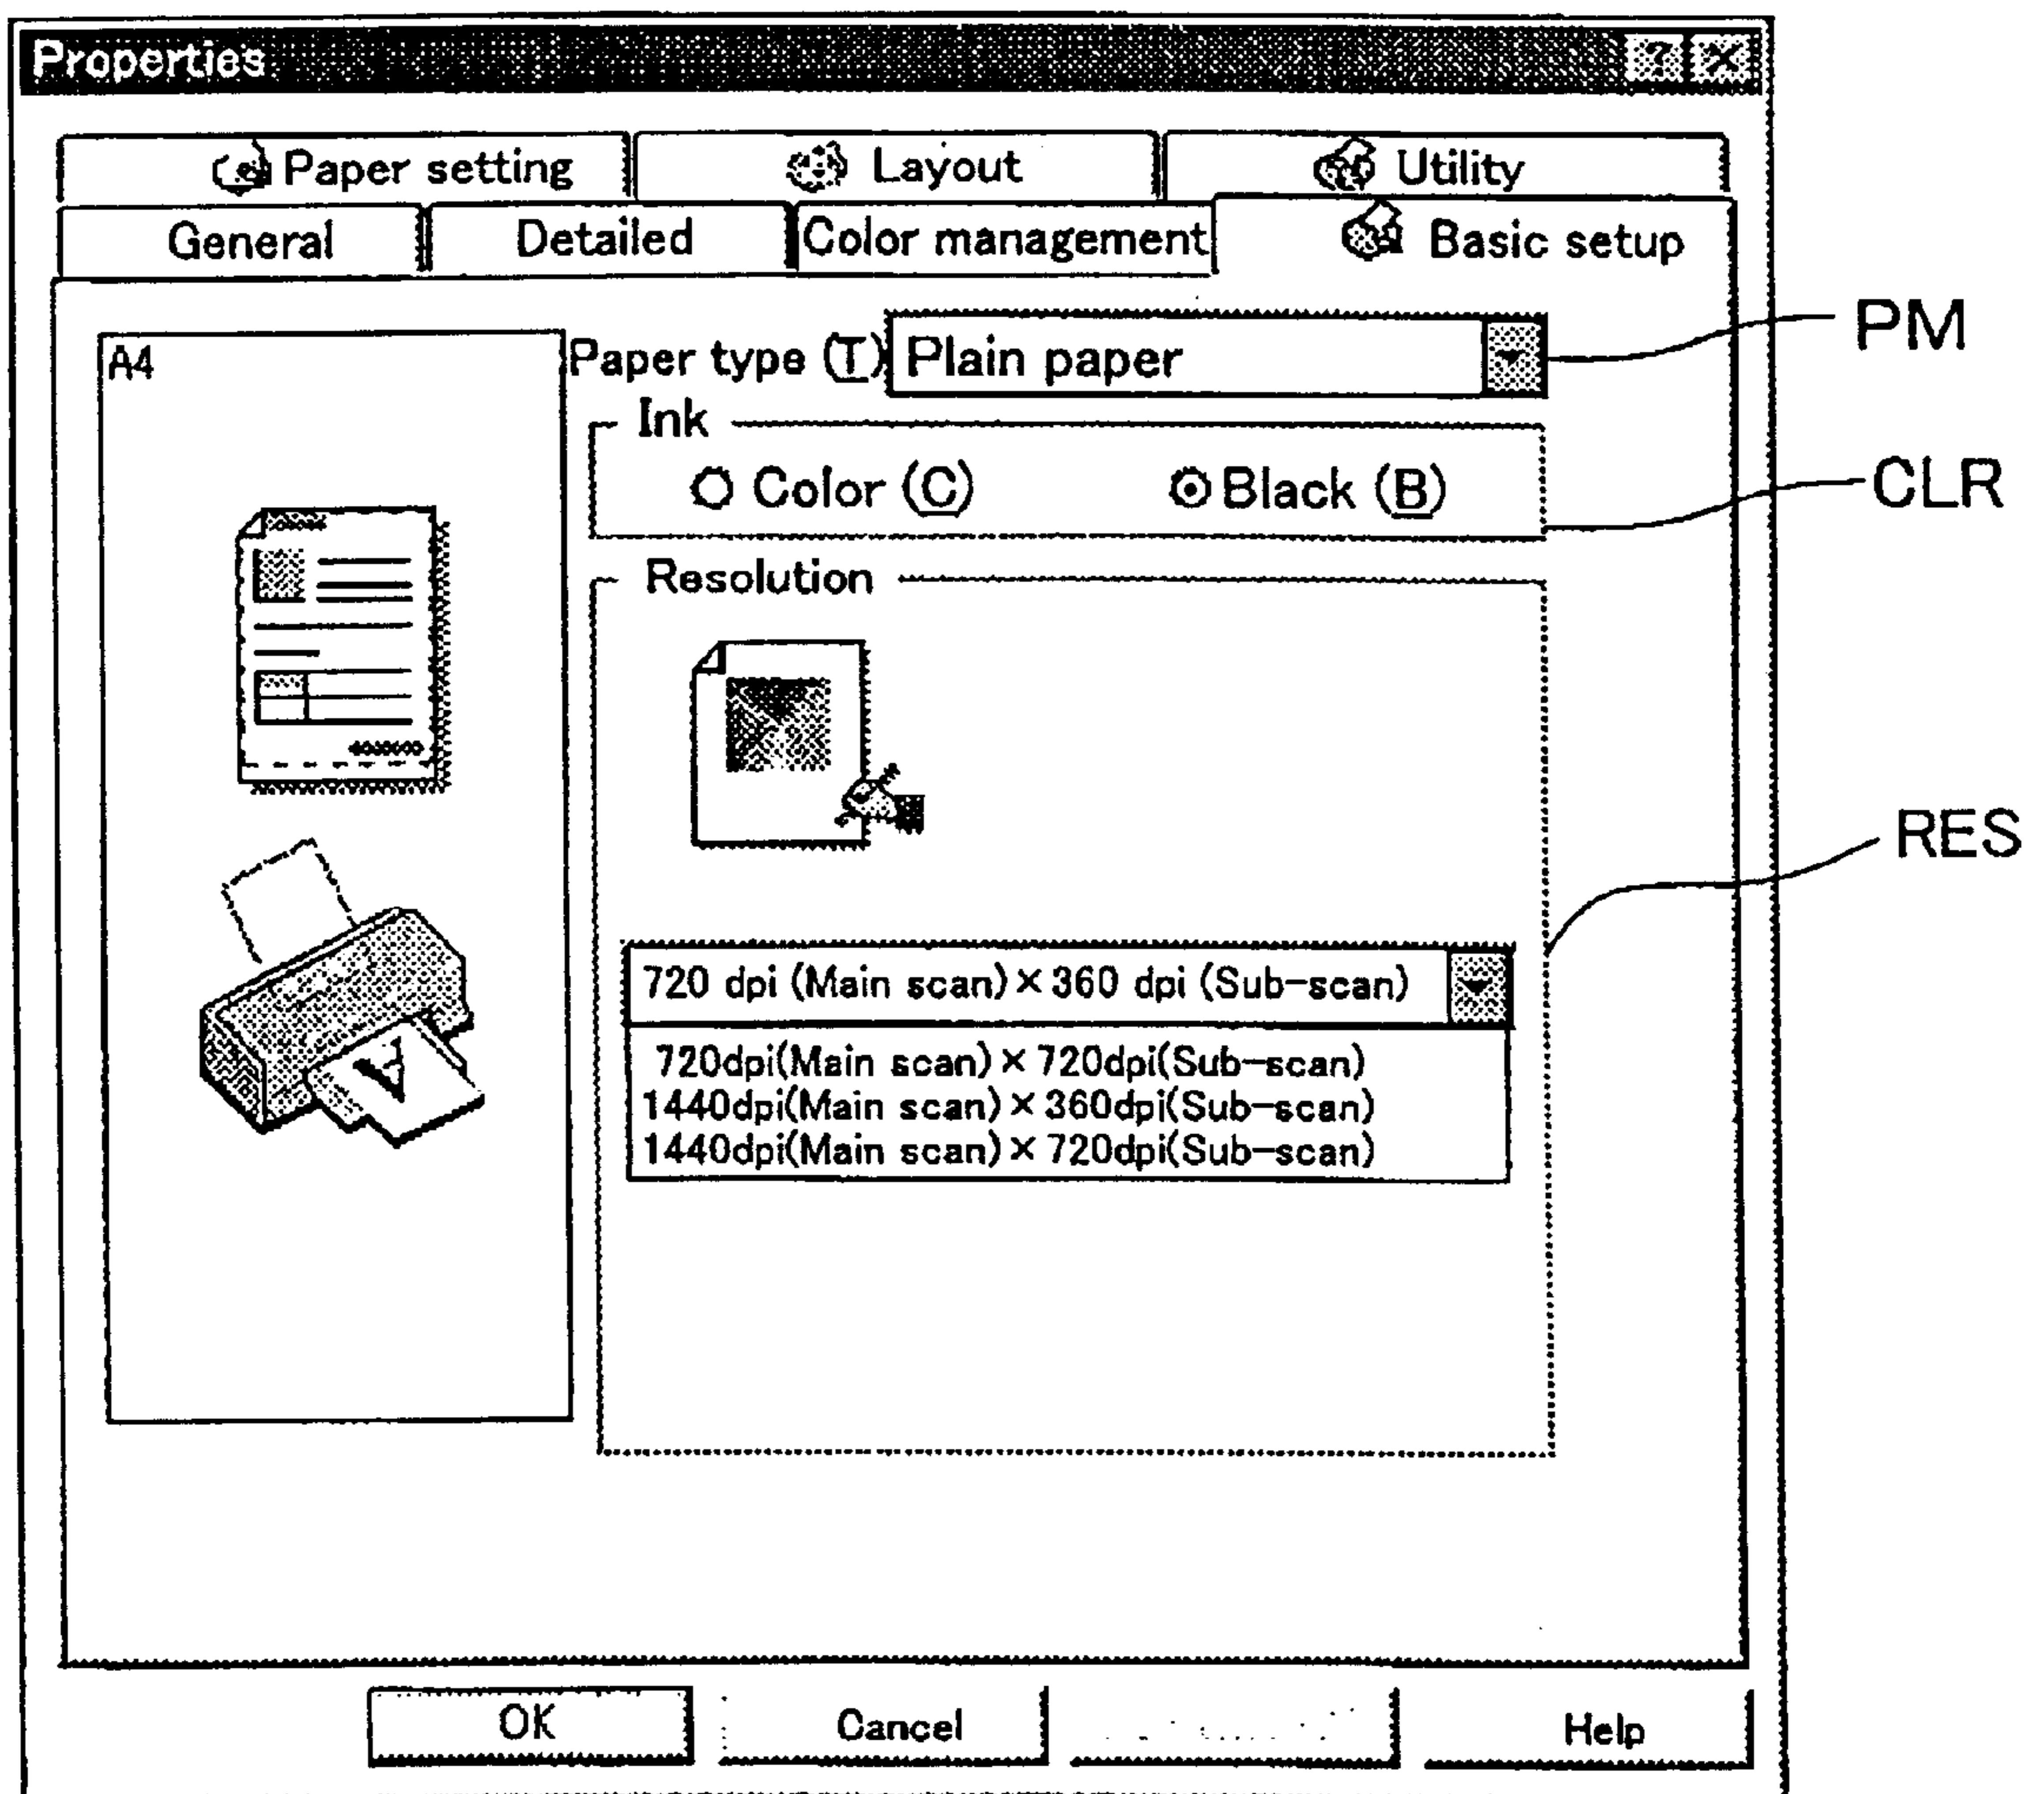 Properties ? ×
Paper setting Layout Utility
General Detailed Color management Basic setup
A4
Paper type (T) Plain paper
PM
Ink
Color (C) Black (B)
CLR
Resolution
RES
720 dpi (Main scan) × 360 dpi (Sub-scan)
720dpi(Main scan) × 720dpi(Sub-scan)
1440dpi(Main scan) × 360dpi(Sub-scan)
1440dpi(Main scan) × 720dpi(Sub-scan)
A
OK Cancel Help